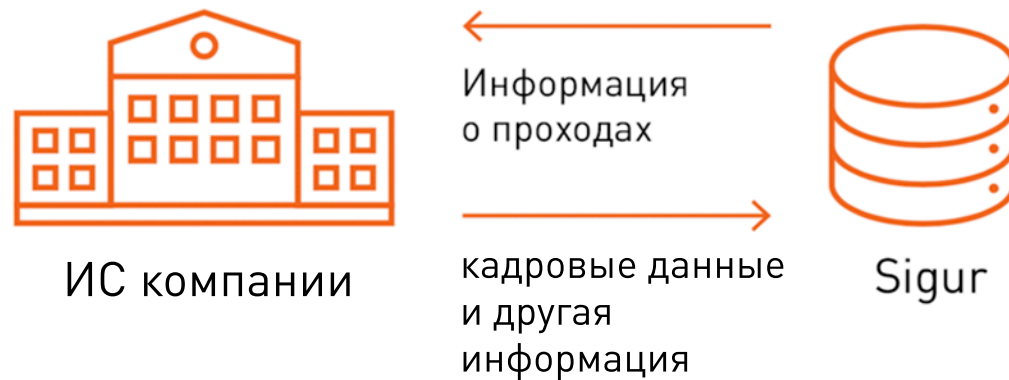 Информация
о проходах
ИС компании
кадровые данные
и другая
информация
Sigur